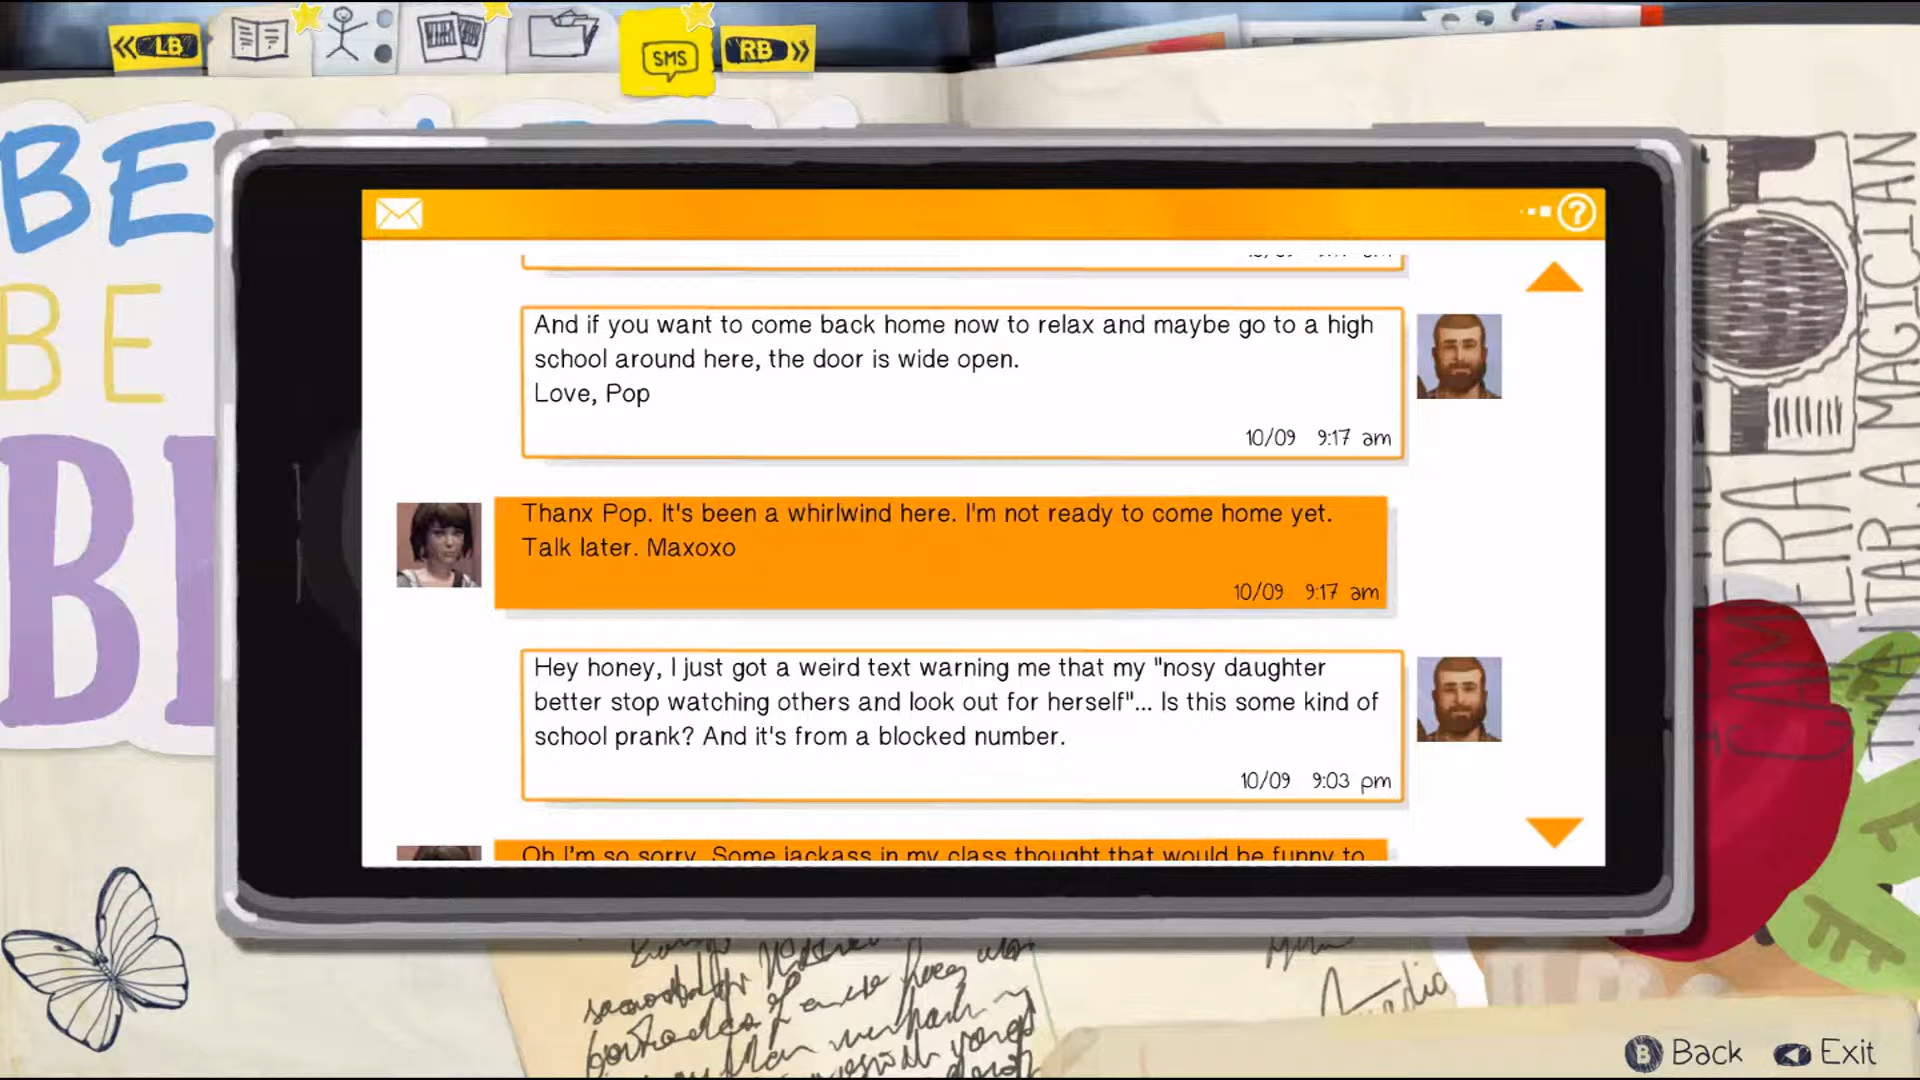 LB
SMS
RB
BE
BE
And if you want to come back home now to relax and maybe go to a high
school around here, the door is wide open.
Love, Pop
10/09 9:17 am
Thanx Pop. It's been a whirlwind here. I'm not ready to come home yet.
Talk later. Maxoxo
10/09 9:17 am
Hey honey, I just got a weird text warning me that my "nosy daughter
better stop watching others and look out for herself"... Is this some kind of
school prank? And it's from a blocked number.
10/09 9:03 pm
Oh I'm so sorry. Some jackass in my class thought that would be funny to
MAGICIAN
B Back
Exit